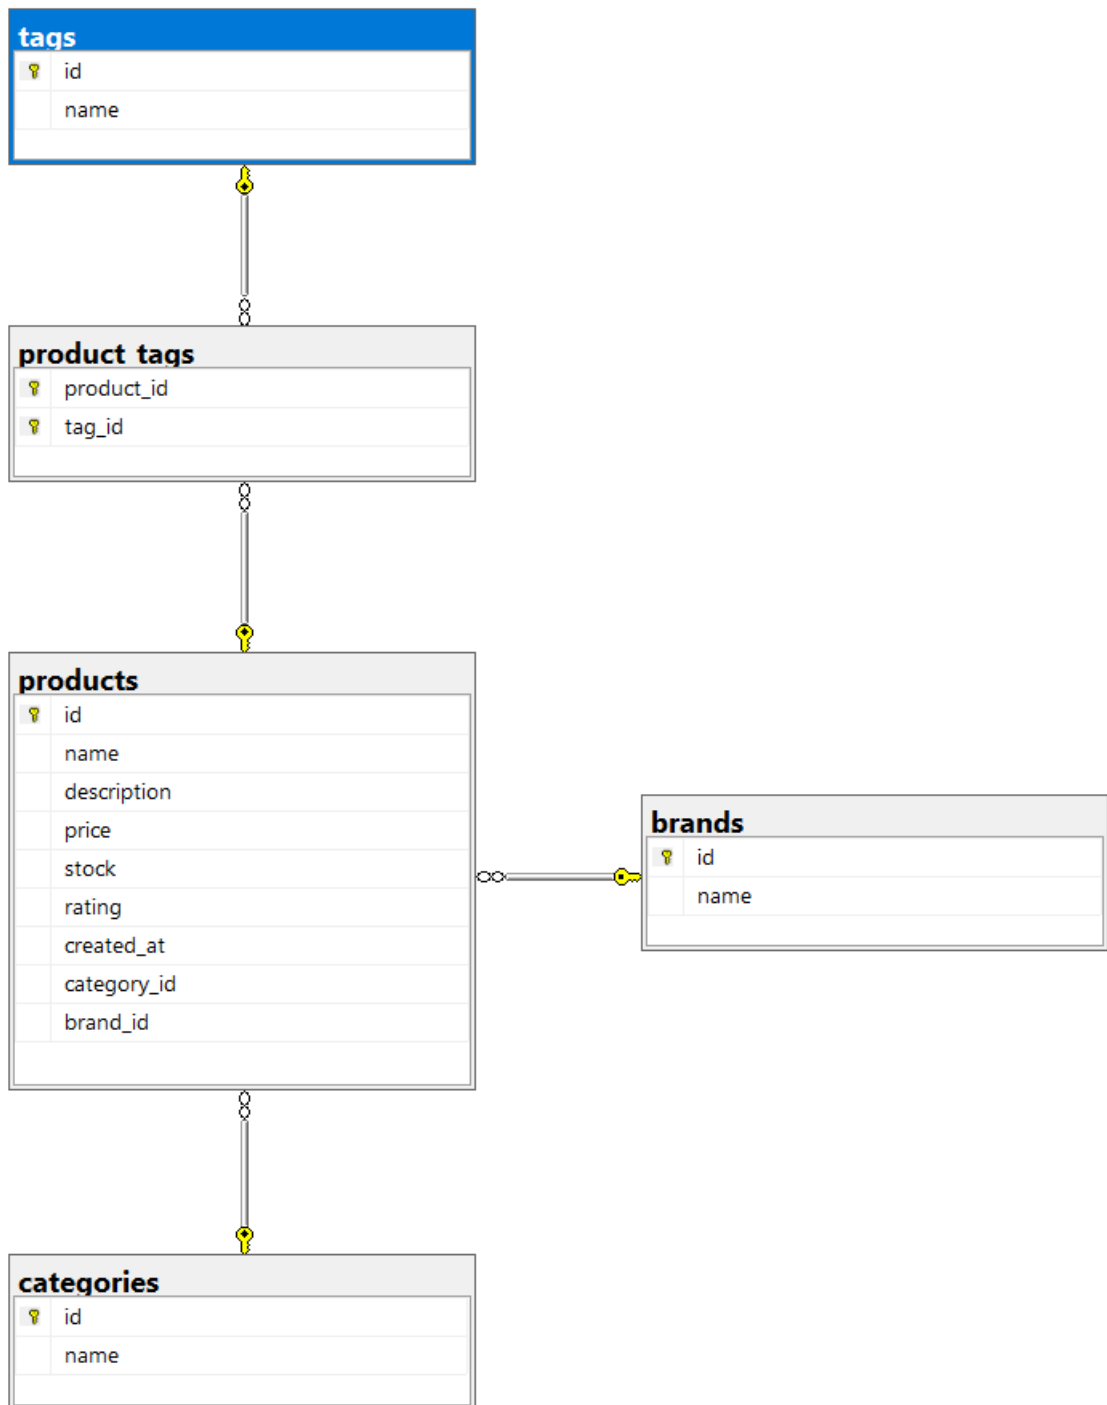 tags
id
name
product_tags
product_id
tag_id
products
id
name
description
price
stock
rating
created_at
category_id
brand_id
brands
id
name
categories
id
name